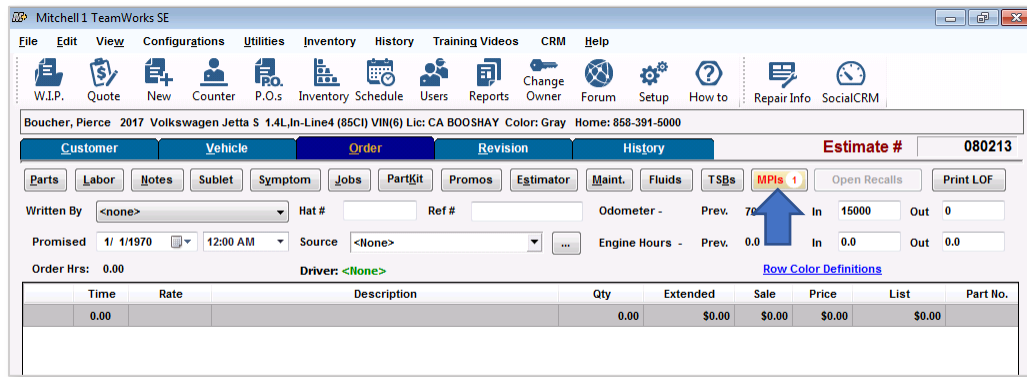 Mitchell 1 TeamWorks SE
File Edit View Configurations Utilities Inventory History Training Videos CRM Help
W.I.P. Quote New Counter P.O.s Inventory Schedule Users Reports Change Owner Forum Setup How to Repair Info SocialCRM
Boucher, Pierce 2017 Volkswagen Jetta S 1.4L,In-Line4 (85CI) VIN(6) Lic: CA BOOSHAY Color: Gray Home: 858-391-5000
Customer Vehicle Order Revision History Estimate # 080213
Parts Labor Notes Sublet Symptom Jobs PartKit Promos Estimator Maint. Fluids TSBs MPIs 1 Open Recalls Print LOF
Written By <none> Hat # Ref # Odometer - Prev. In 15000 Out 0
Promised 1/ 1/1970 12:00 AM Source <None> ... Engine Hours - Prev. 0.0 In 0.0 Out 0.0
Order Hrs: 0.00 Driver: <None> Row Color Definitions
Time Rate Description Qty Extended Sale Price List Part No.
0.00 0.00 $0.00 $0.00 $0.00 $0.00